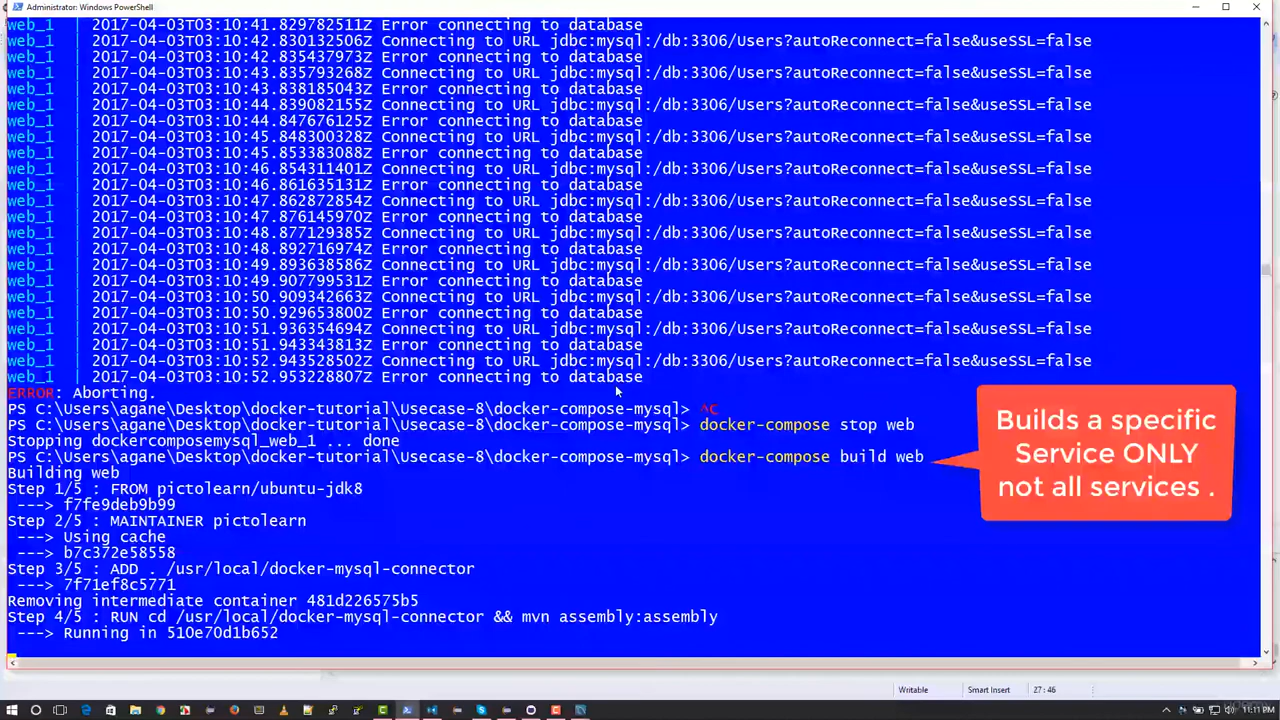 Administrator: Windows PowerShell
web_1 | 2017-04-03T03:10:41.829782511Z Error connecting to database
web_1 | 2017-04-03T03:10:42.830132506Z Connecting to URL jdbc:mysql:/db:3306/Users?autoReconnect=false&useSSL=false
web_1 | 2017-04-03T03:10:42.835437973Z Error connecting to database
web_1 | 2017-04-03T03:10:43.835793268Z Connecting to URL jdbc:mysql:/db:3306/Users?autoReconnect=false&useSSL=false
web_1 | 2017-04-03T03:10:43.838185043Z Error connecting to database
web_1 | 2017-04-03T03:10:44.839082155Z Connecting to URL jdbc:mysql:/db:3306/Users?autoReconnect=false&useSSL=false
web_1 | 2017-04-03T03:10:44.847676125Z Error connecting to database
web_1 | 2017-04-03T03:10:45.848300328Z Connecting to URL jdbc:mysql:/db:3306/Users?autoReconnect=false&useSSL=false
web_1 | 2017-04-03T03:10:45.853383088Z Error connecting to database
web_1 | 2017-04-03T03:10:46.854311401Z Connecting to URL jdbc:mysql:/db:3306/Users?autoReconnect=false&useSSL=false
web_1 | 2017-04-03T03:10:46.861635131Z Error connecting to database
web_1 | 2017-04-03T03:10:47.862872854Z Connecting to URL jdbc:mysql:/db:3306/Users?autoReconnect=false&useSSL=false
web_1 | 2017-04-03T03:10:47.876145970Z Error connecting to database
web_1 | 2017-04-03T03:10:48.877129385Z Connecting to URL jdbc:mysql:/db:3306/Users?autoReconnect=false&useSSL=false
web_1 | 2017-04-03T03:10:48.892716974Z Error connecting to database
web_1 | 2017-04-03T03:10:49.893638586Z Connecting to URL jdbc:mysql:/db:3306/Users?autoReconnect=false&useSSL=false
web_1 | 2017-04-03T03:10:49.907799531Z Error connecting to database
web_1 | 2017-04-03T03:10:50.909342663Z Connecting to URL jdbc:mysql:/db:3306/Users?autoReconnect=false&useSSL=false
web_1 | 2017-04-03T03:10:50.929653800Z Error connecting to database
web_1 | 2017-04-03T03:10:51.936354694Z Connecting to URL jdbc:mysql:/db:3306/Users?autoReconnect=false&useSSL=false
web_1 | 2017-04-03T03:10:51.943343813Z Error connecting to database
web_1 | 2017-04-03T03:10:52.943528502Z Connecting to URL jdbc:mysql:/db:3306/Users?autoReconnect=false&useSSL=false
web_1 | 2017-04-03T03:10:52.953228807Z Error connecting to database
ERROR: Aborting.
PS C:\Users\agane\Desktop\docker-tutorial\Usecase-8\docker-compose-mysql> ^C
PS C:\Users\agane\Desktop\docker-tutorial\Usecase-8\docker-compose-mysql> docker-compose stop web
Stopping dockercomposemysql_web_1 ... done
PS C:\Users\agane\Desktop\docker-tutorial\Usecase-8\docker-compose-mysql> docker-compose build web
Building web
Step 1/5 : FROM pictolearn/ubuntu-jdk8
---> f7fe9deb9b99
Step 2/5 : MAINTAINER pictolearn
---> Using cache
---> b7c372e58558
Step 3/5 : ADD . /usr/local/docker-mysql-connector
---> 7f71ef8c5771
Removing intermediate container 481d226575b5
Step 4/5 : RUN cd /usr/local/docker-mysql-connector && mvn assembly:assembly
---> Running in 510e70d1b652
Builds a specific
Service ONLY
not all services .
Writable
Smart Insert
27 : 46
11:11 PM